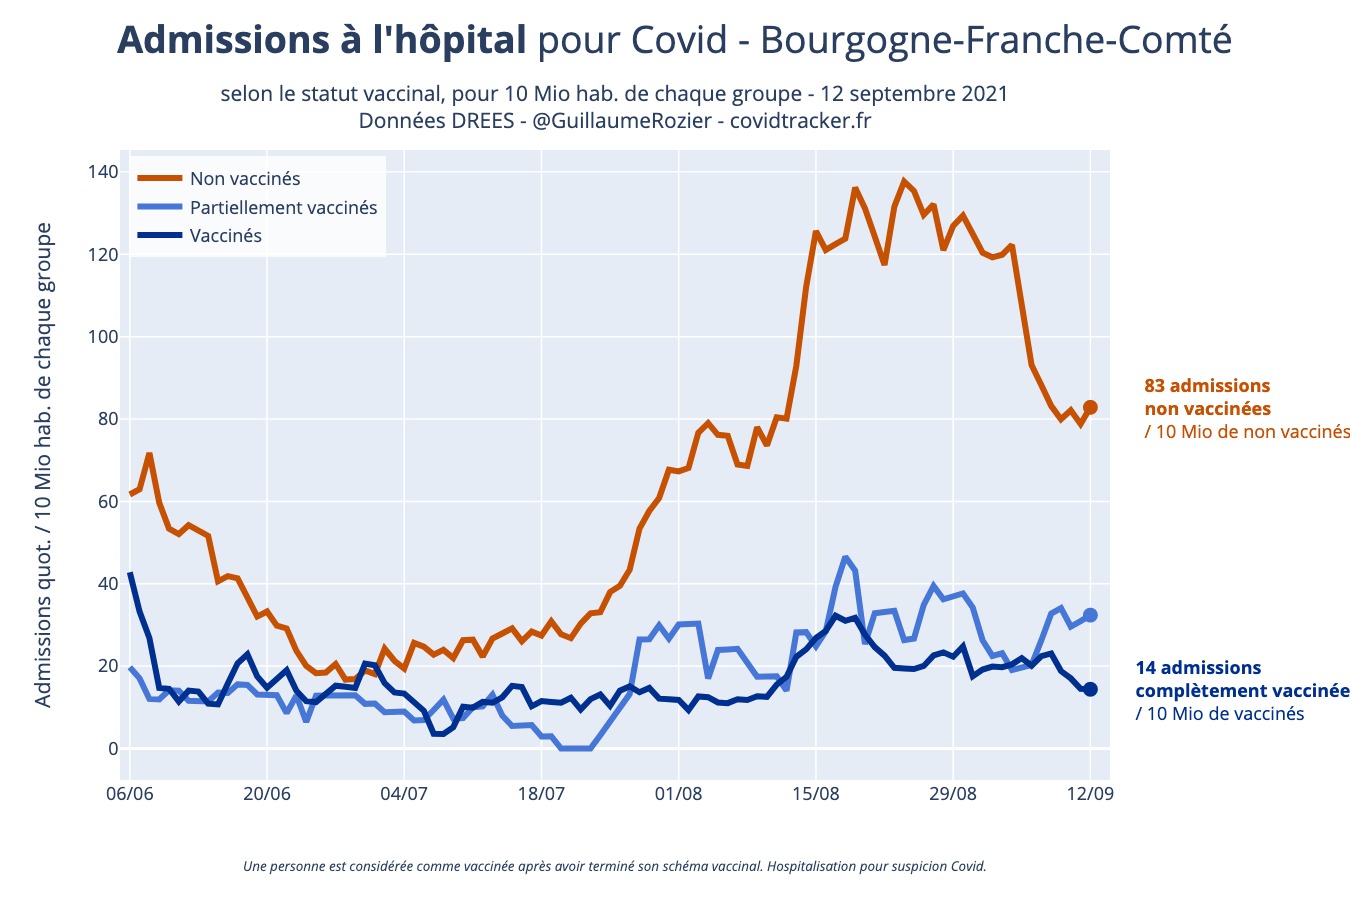 Admissions à l'hôpital pour Covid - Bourgogne-Franche-Comté
selon le statut vaccinal, pour 10 Mio hab. de chaque groupe - 12 septembre 2021
Données DREES - @GuillaumeRozier - covidtracker.fr
Non vaccinés
Partiellement vaccinés
Vaccinés
Admissions quot. / 10 Mio hab. de chaque groupe
140
120
100
80
60
40
20
0
06/06
20/06
04/07
18/07
01/08
15/08
29/08
12/09
83 admissions
non vaccinées
/ 10 Mio de non vaccinés
14 admissions
complètement vaccinée
/ 10 Mio de vaccinés
Une personne est considérée comme vaccinée après avoir terminé son schéma vaccinal. Hospitalisation pour suspicion Covid.